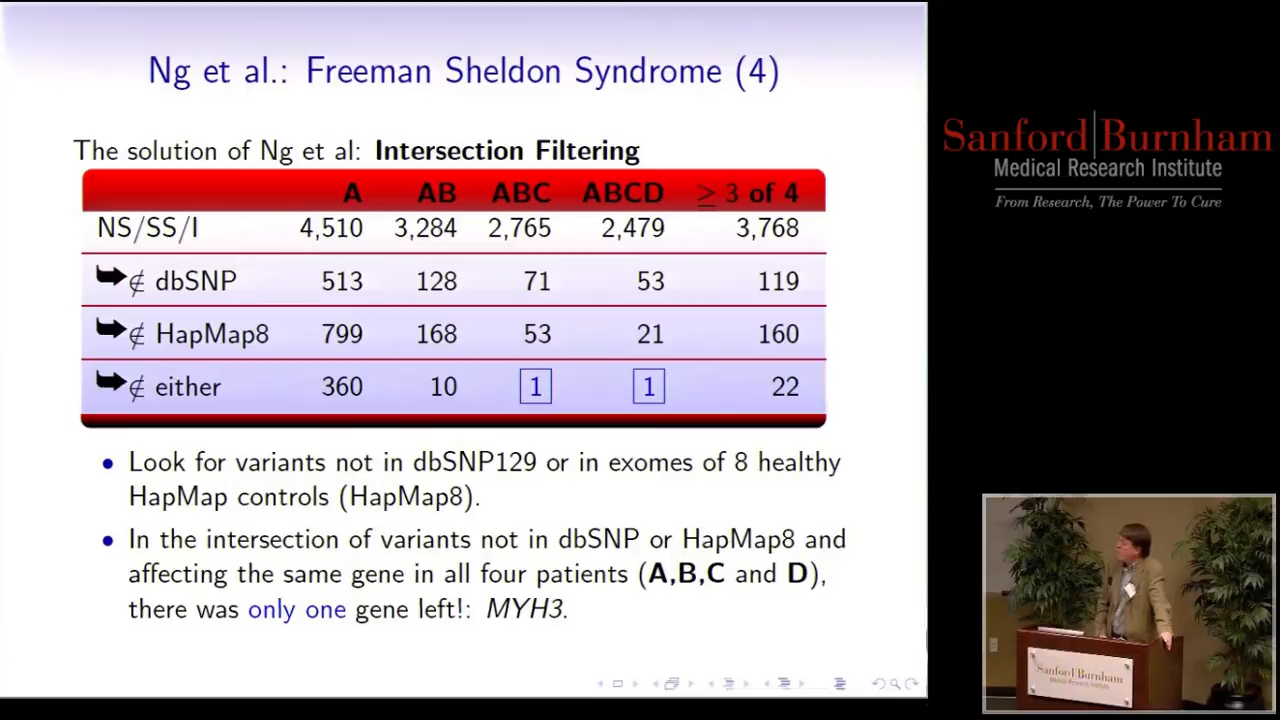 Ng et al.: Freeman Sheldon Syndrome (4)
The solution of Ng et al: Intersection Filtering
A AB ABC ABCD ≥ 3 of 4
NS/SS/I 4,510 3,284 2,765 2,479 3,768
➥∉ dbSNP 513 128 71 53 119
➥∉ HapMap8 799 168 53 21 160
➥∉ either 360 10 1 1 22
• Look for variants not in dbSNP129 or in exomes of 8 healthy
HapMap controls (HapMap8).
• In the intersection of variants not in dbSNP or HapMap8 and
affecting the same gene in all four patients (A,B,C and D),
there was only one gene left!: MYH3.
Sanford|Burnham
Medical Research Institute
From Research, The Power To Cure
Sanford|Burnham
Medical Research Institute